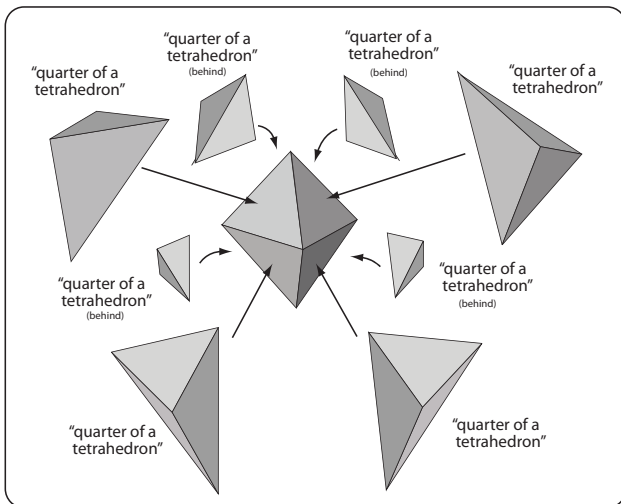 “quarter of a
tetrahedron”
“quarter of a
tetrahedron”
(behind)
“quarter of a
tetrahedron”
(behind)
“quarter of a
tetrahedron”
“quarter of a
tetrahedron”
(behind)
“quarter of a
tetrahedron”
(behind)
“quarter of a
tetrahedron”
“quarter of a
tetrahedron”